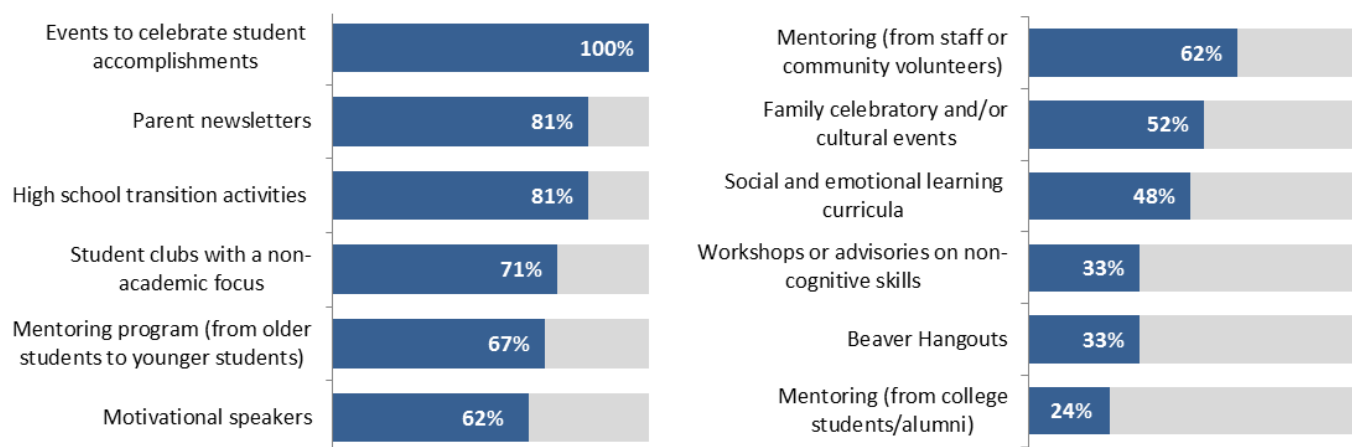 Events to celebrate student
accomplishments
100%
Parent newsletters
81%
High school transition activities
81%
Student clubs with a non-
academic focus
71%
Mentoring program (from older
students to younger students)
67%
Motivational speakers
62%
Mentoring (from staff or
community volunteers)
62%
Family celebratory and/or
cultural events
52%
Social and emotional learning
curricula
48%
Workshops or advisories on non-
cognitive skills
33%
Beaver Hangouts
33%
Mentoring (from college
students/alumni)
24%